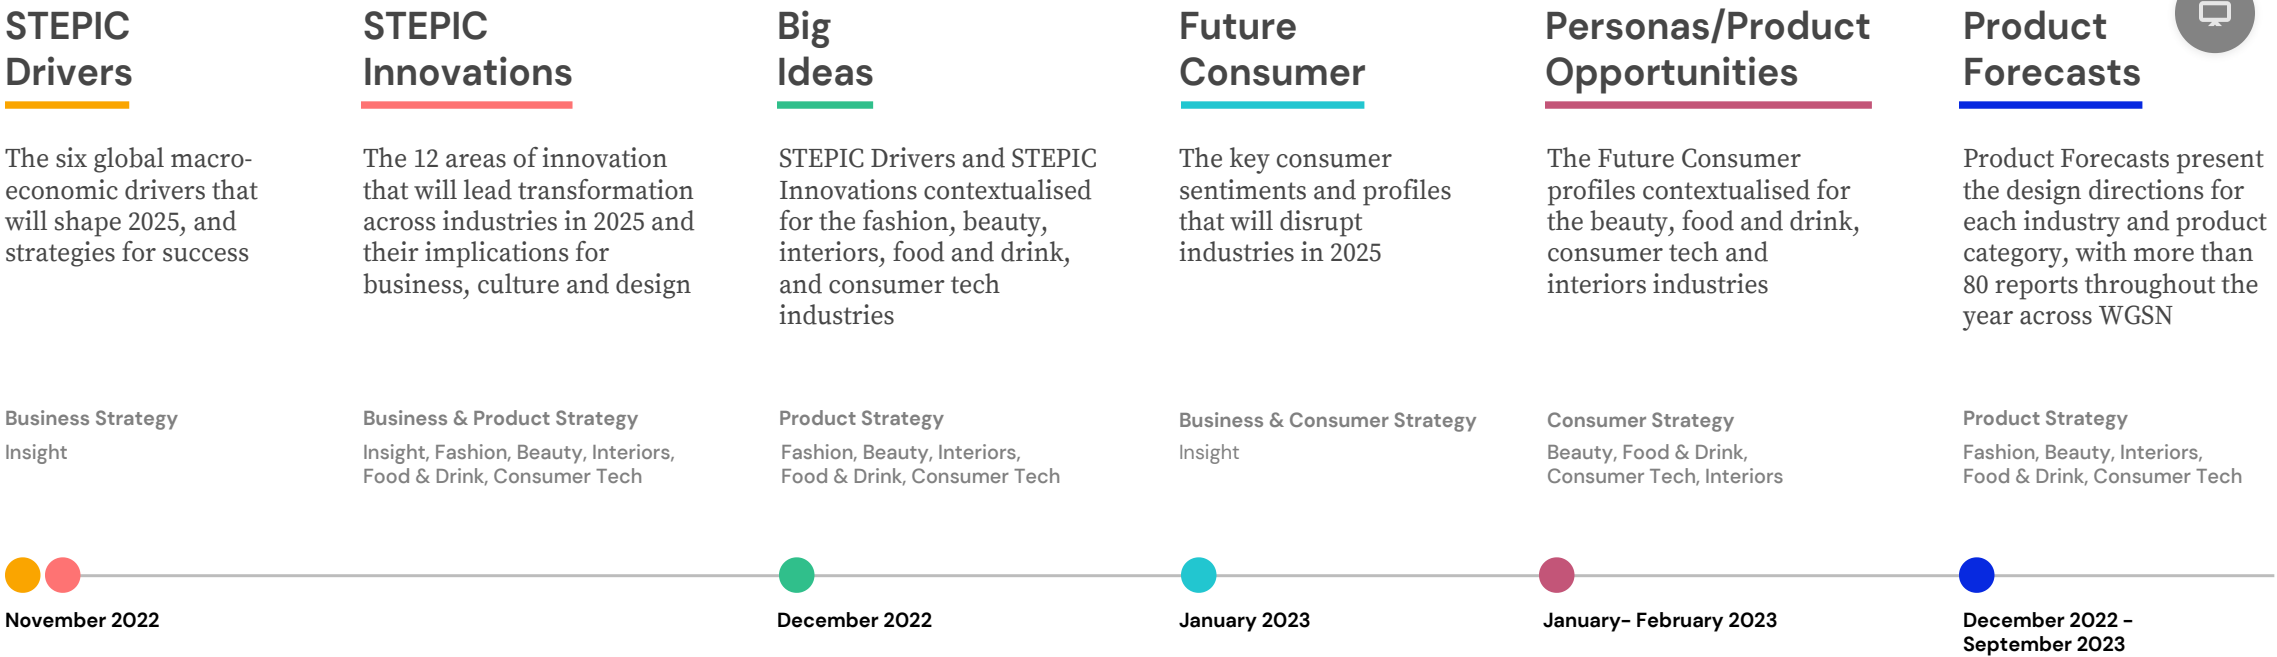 STEPIC
Drivers
The six global macro-
economic drivers that
will shape 2025, and
strategies for success
Business Strategy
Insight
STEPIC
Innovations
The 12 areas of innovation
that will lead transformation
across industries in 2025 and
their implications for
business, culture and design
Business & Product Strategy
Insight, Fashion, Beauty, Interiors,
Food & Drink, Consumer Tech
November 2022
Big
Ideas
STEPIC Drivers and STEPIC
Innovations contextualised
for the fashion, beauty,
interiors, food and drink,
and consumer tech
industries
Product Strategy
Fashion, Beauty, Interiors,
Food & Drink, Consumer Tech
December 2022
Future
Consumer
The key consumer
sentiments and profiles
that will disrupt
industries in 2025
Business & Consumer Strategy
Insight
January 2023
Personas/Product
Opportunities
The Future Consumer
profiles contextualised for
the beauty, food and drink,
consumer tech and
interiors industries
Consumer Strategy
Beauty, Food & Drink,
Consumer Tech, Interiors
January- February 2023
Product
Forecasts
Product Forecasts present
the design directions for
each industry and product
category, with more than
80 reports throughout the
year across WGSN
Product Strategy
Fashion, Beauty, Interiors,
Food & Drink, Consumer Tech
December 2022 -
September 2023